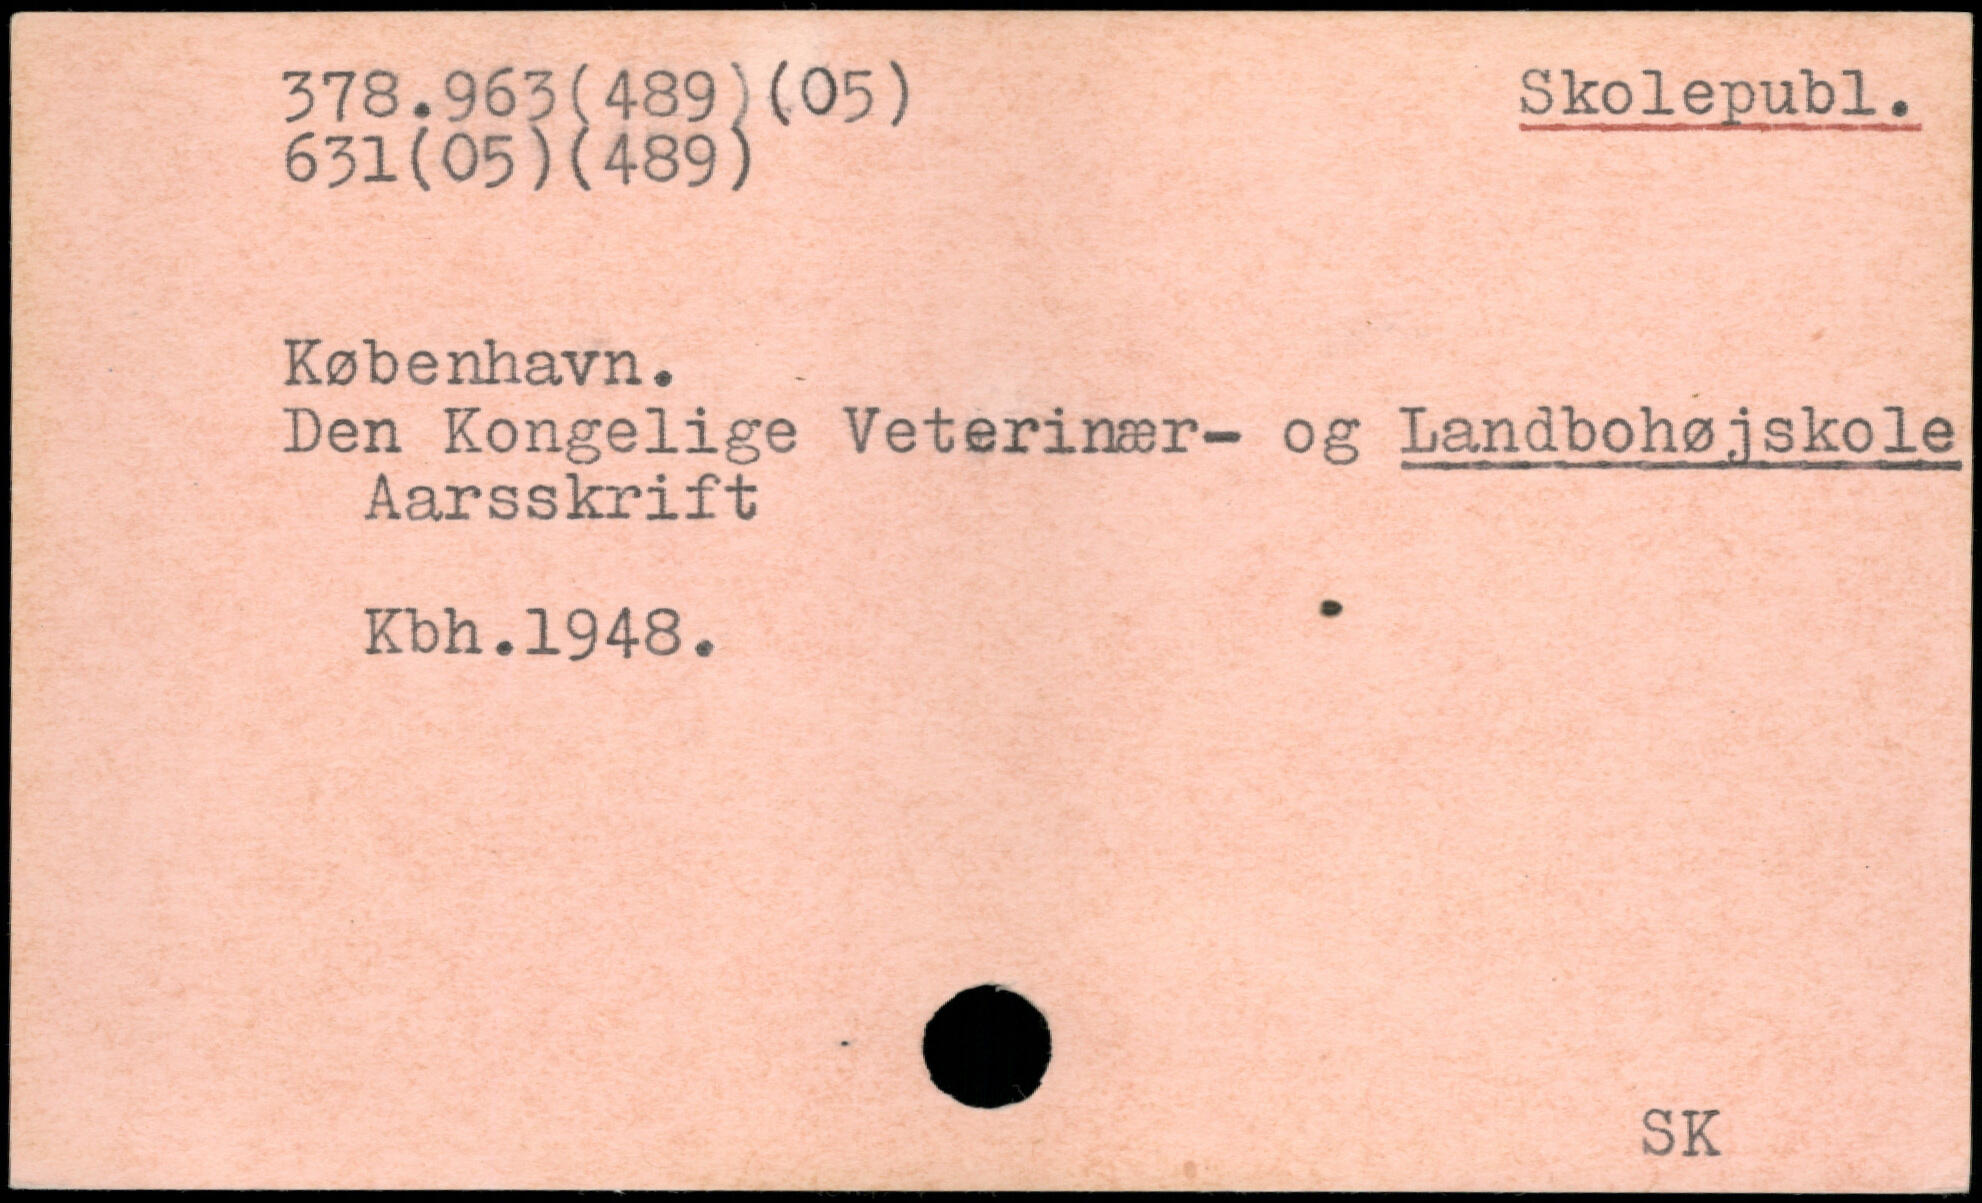 378.963(489)(05) Skolepubl.
631(05)(489)
København.
Den Kongelige Veterinær- og Landbohøjskole
Aarsskrift
Kbh.1948.
SK